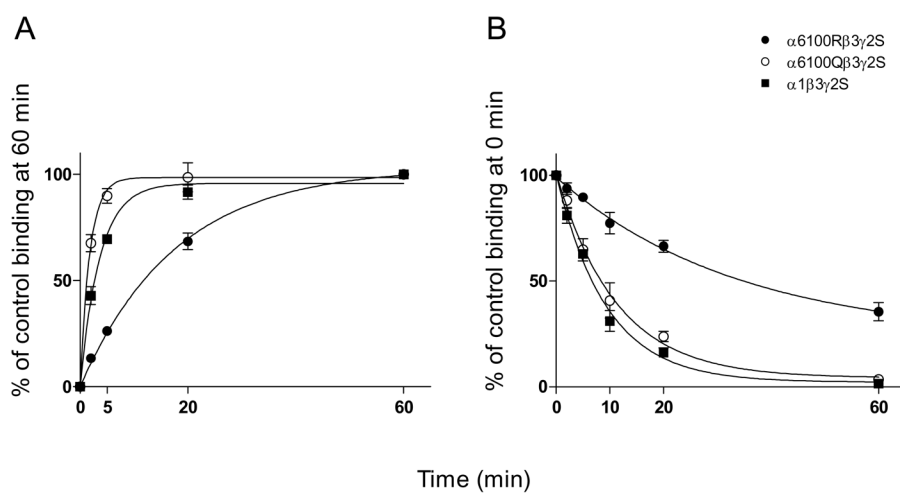 A
% of control binding at 60 min
100
50
0
0 5 20 60
B
α6100Rβ3γ2S
α6100Qβ3γ2S
α1β3γ2S
% of control binding at 0 min
100
50
0
0 10 20 60
Time (min)